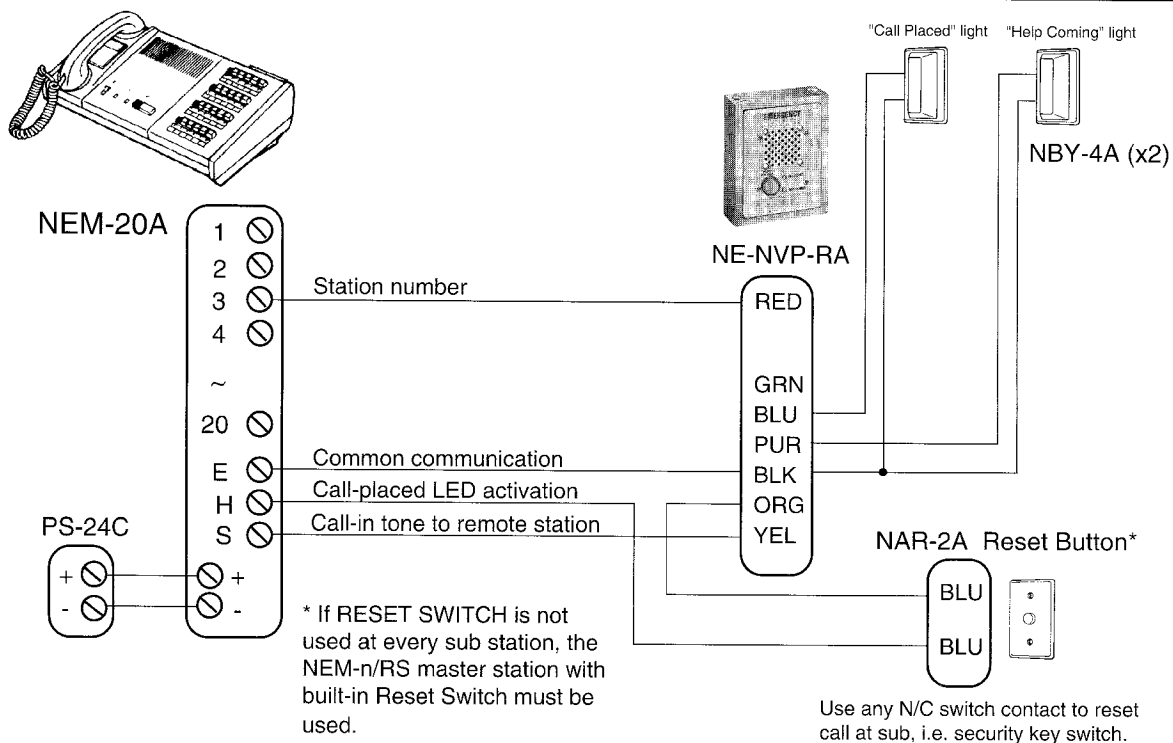 "Call Placed" light
"Help Coming" light
NBY-4A (x2)
EMERGENCY
NE-NVP-RA
NEM-20A
1
2
3
4
~
20
E
H
S
+
-
Station number
Common communication
Call-placed LED activation
Call-in tone to remote station
RED
GRN
BLU
PUR
BLK
ORG
YEL
PS-24C
+
-
NAR-2A Reset Button*
BLU
BLU
* If RESET SWITCH is not
used at every sub station, the
NEM-n/RS master station with
built-in Reset Switch must be
used.
Use any N/C switch contact to reset
call at sub, i.e. security key switch.